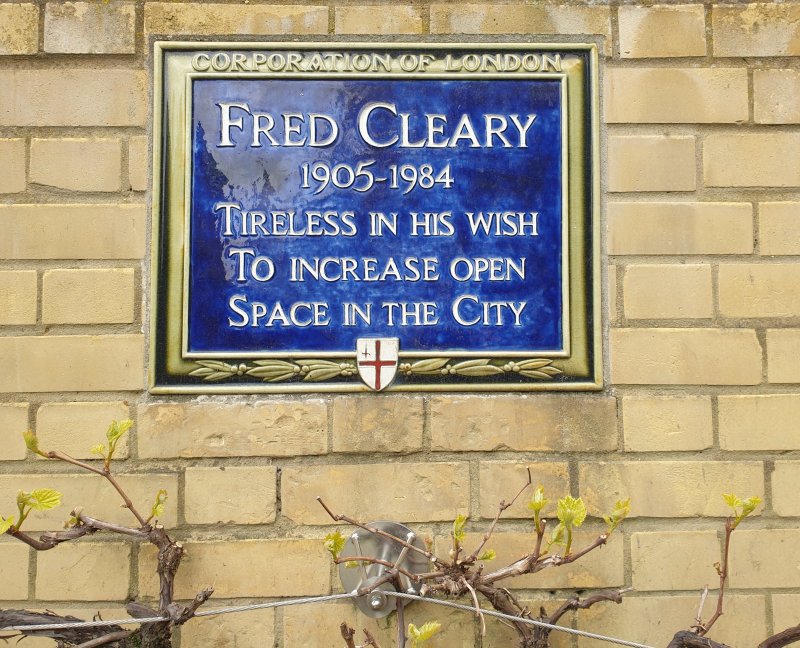 CORPORATION OF LONDON
FRED CLEARY
1905-1984
TIRELESS IN HIS WISH
TO INCREASE OPEN
SPACE IN THE CITY